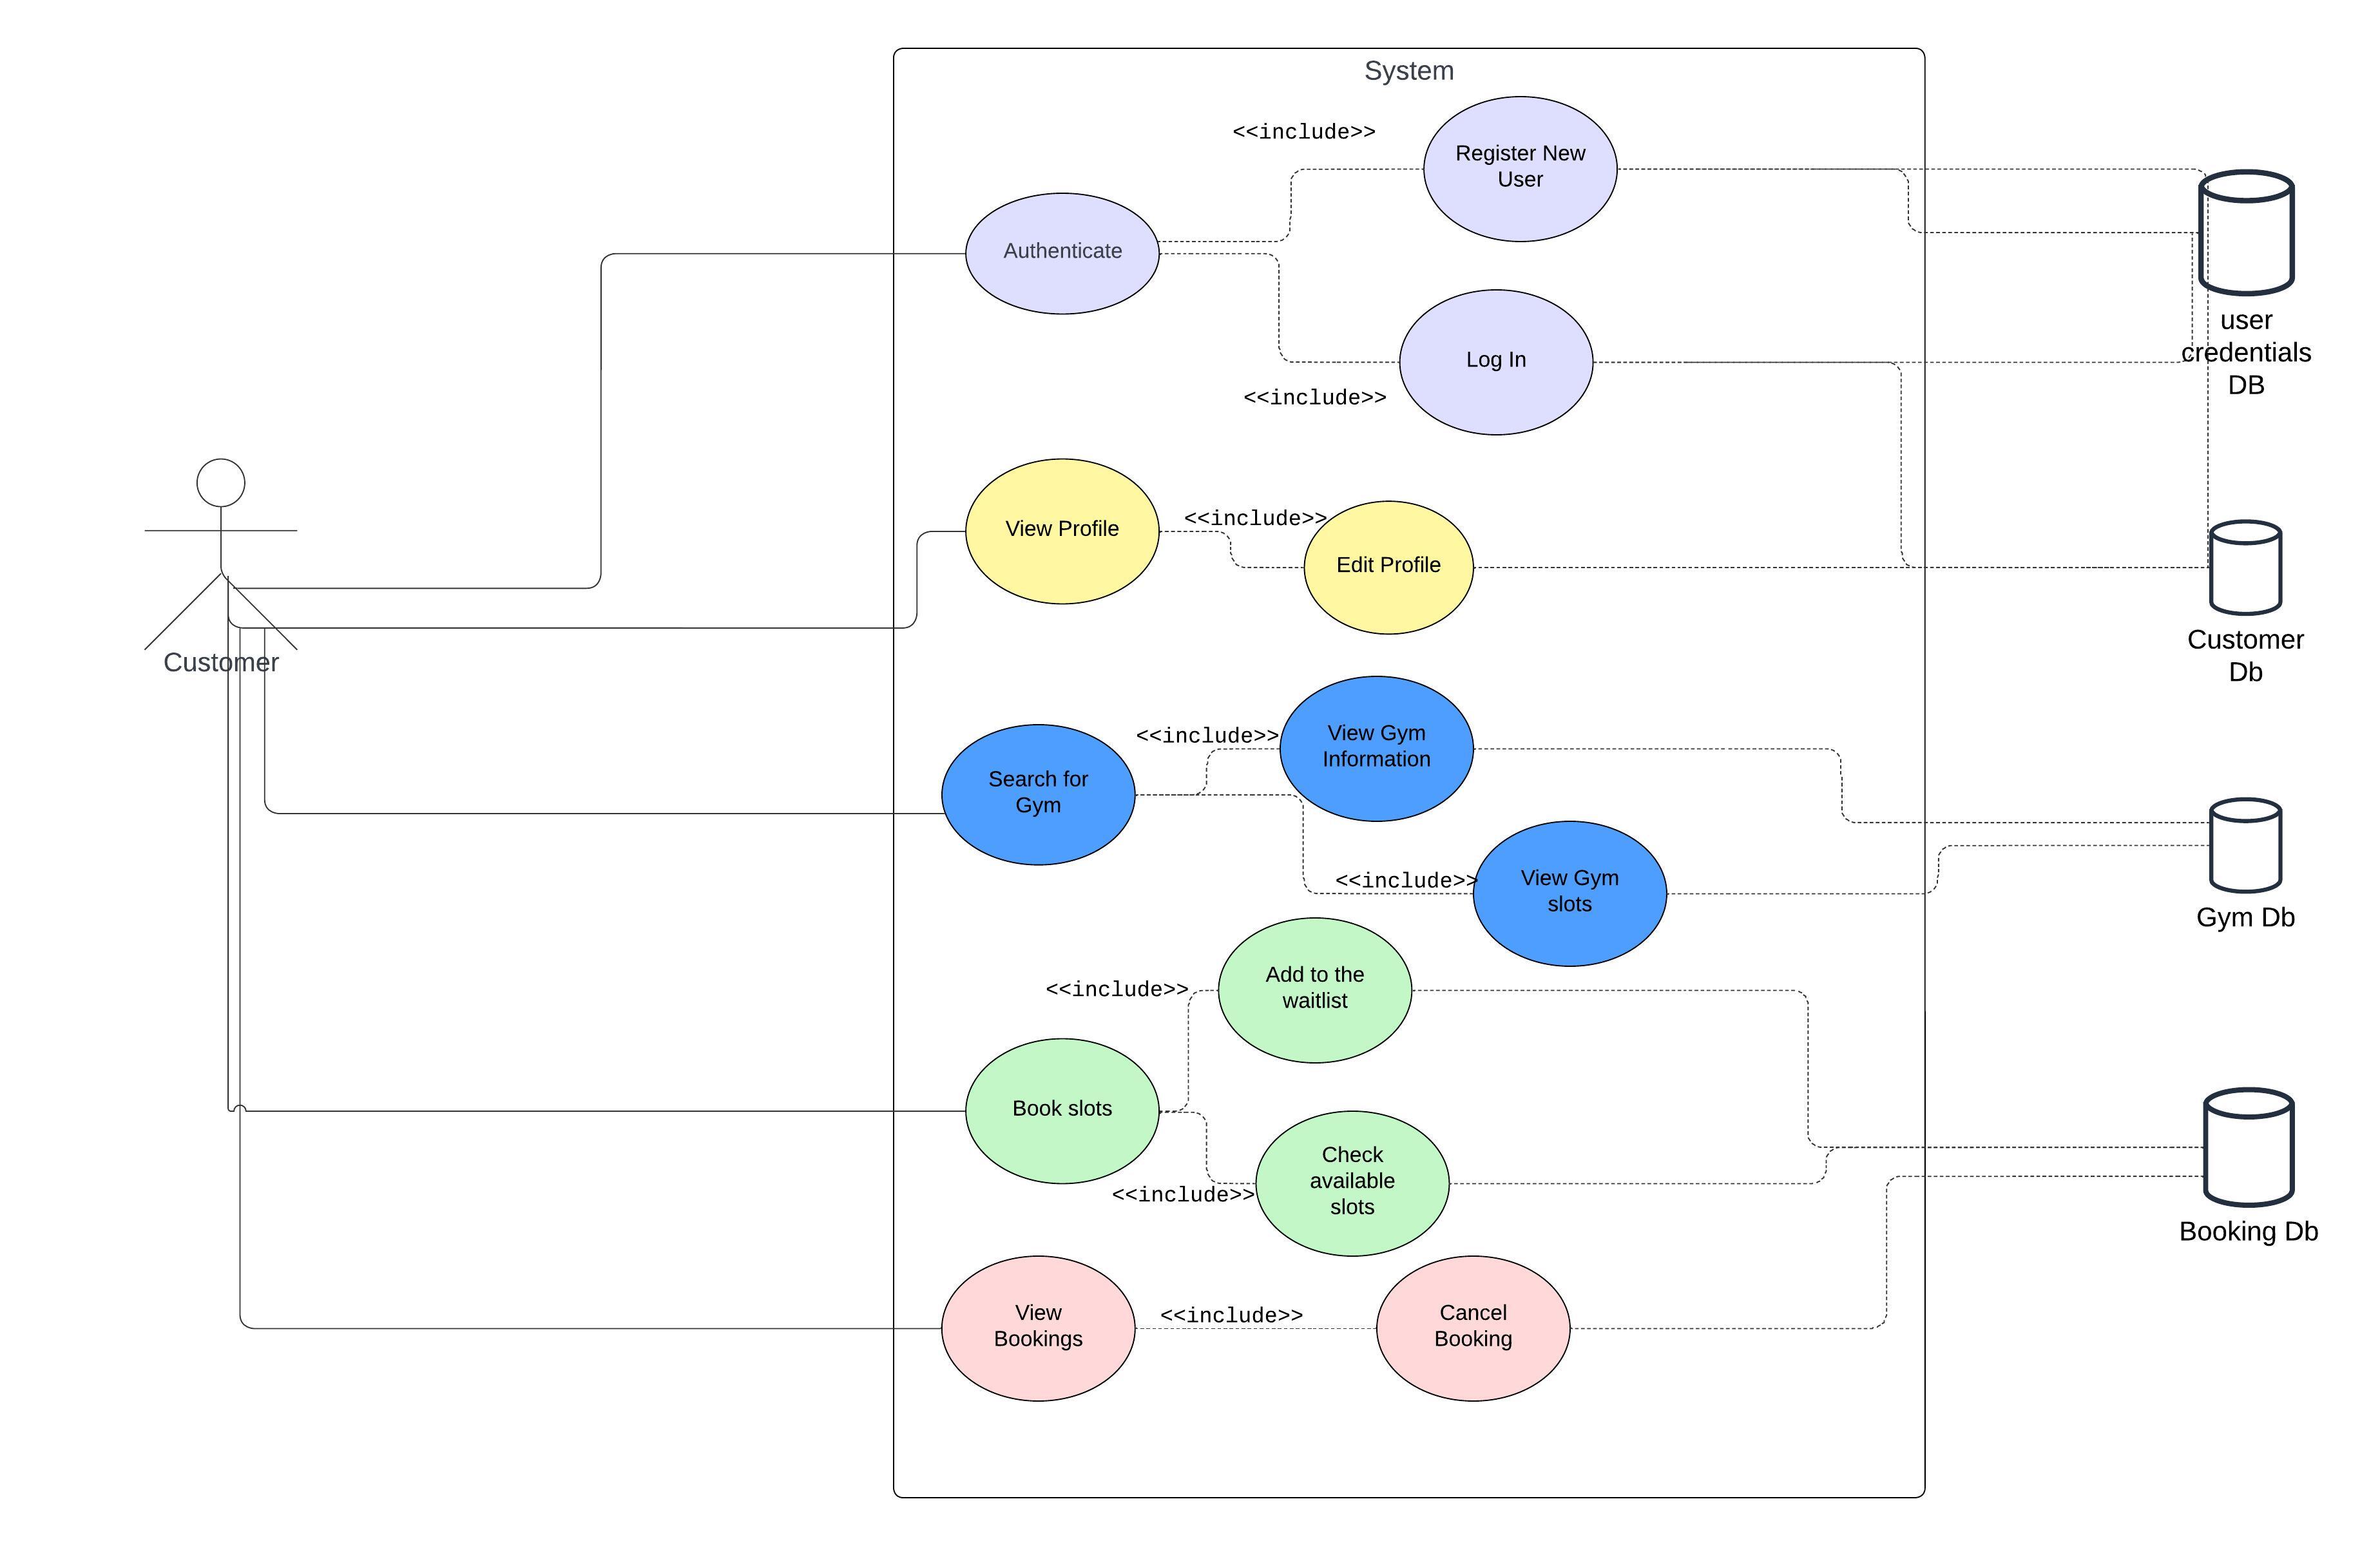 System
<<include>>
Register New
User
Authenticate
Log In
<<include>>
user
credentials
DB
View Profile
<<include>>
Edit Profile
Customer
Customer
Db
<<include>>
View Gym
Information
Search for
Gym
<<include>>
View Gym
slots
Gym Db
<<include>>
Add to the
waitlist
Book slots
Check
available
slots
<<include>>
Booking Db
View
Bookings
<<include>>
Cancel
Booking